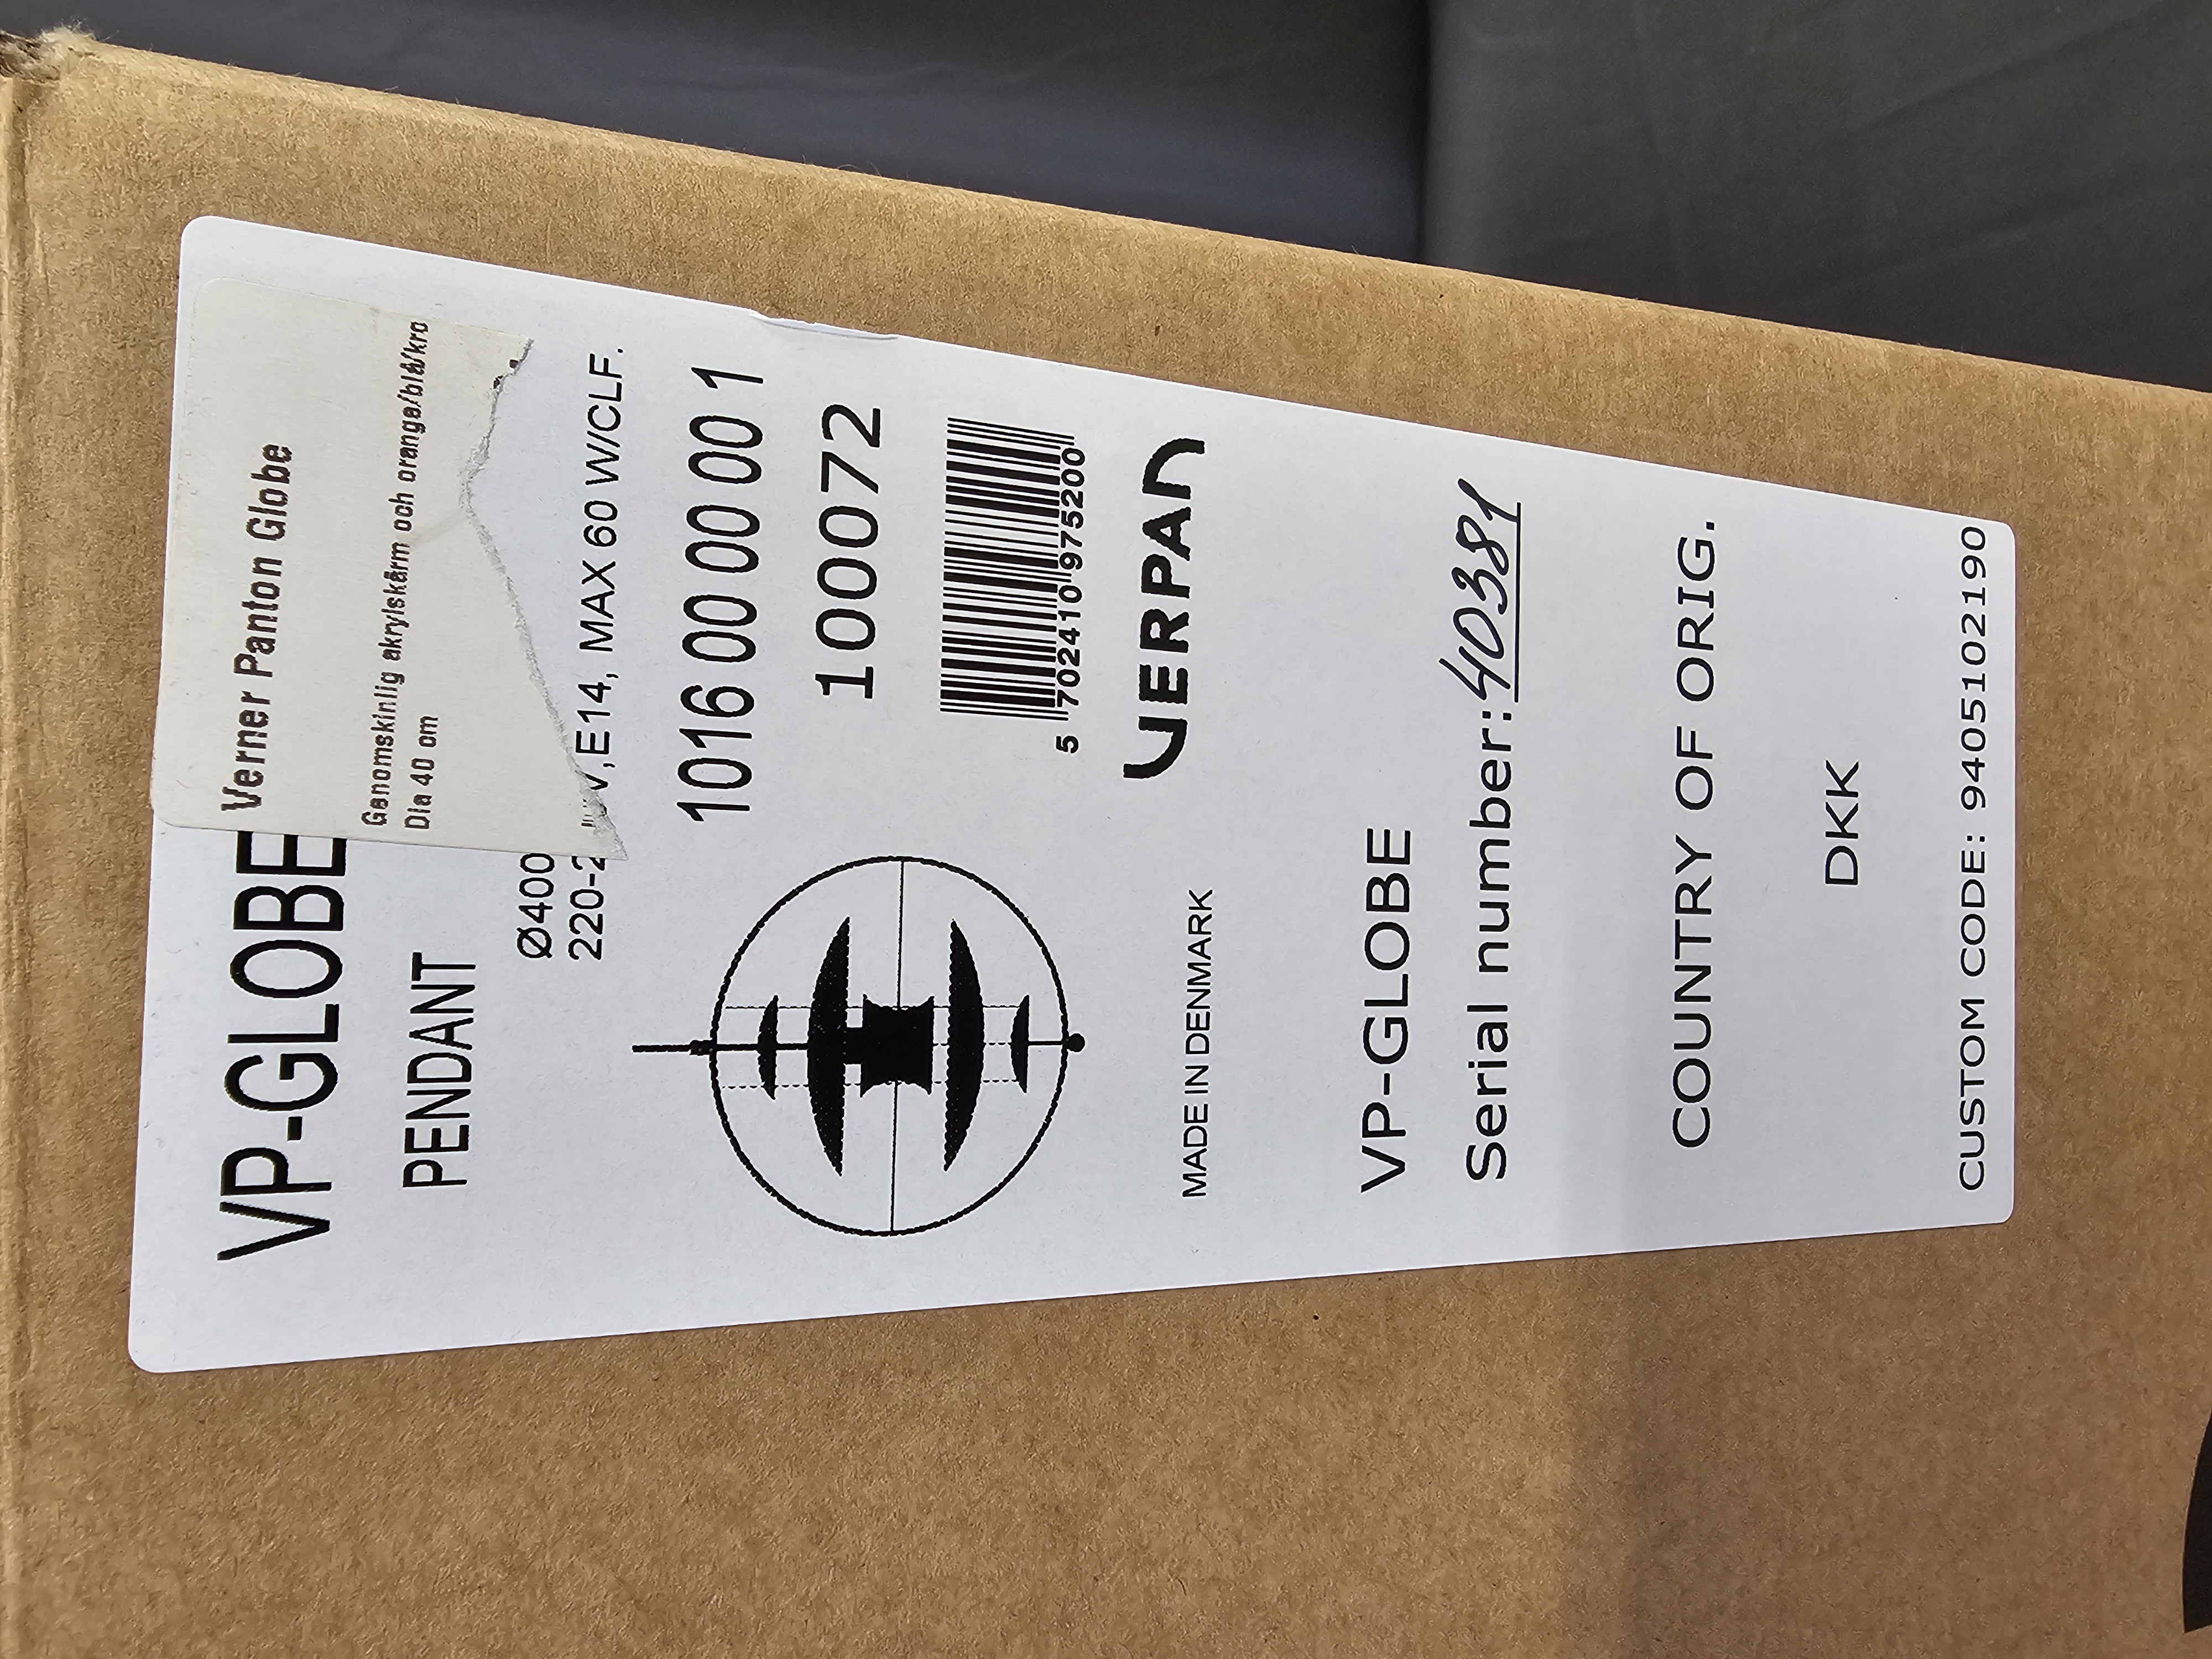 Verner Panton Globe
Genomskinlig akrylskärm och orange/blå/kro
Dia 40 cm
VP-GLOBE
PENDANT
Ø400
220-2 V, E14, MAX 60 W/CLF.
1016 00 00 00 1
100072
5 702410 975200
VERPAN
MADE IN DENMARK
VP-GLOBE
Serial number: 40381
COUNTRY OF ORIG.
DKK
CUSTOM CODE: 9405102190